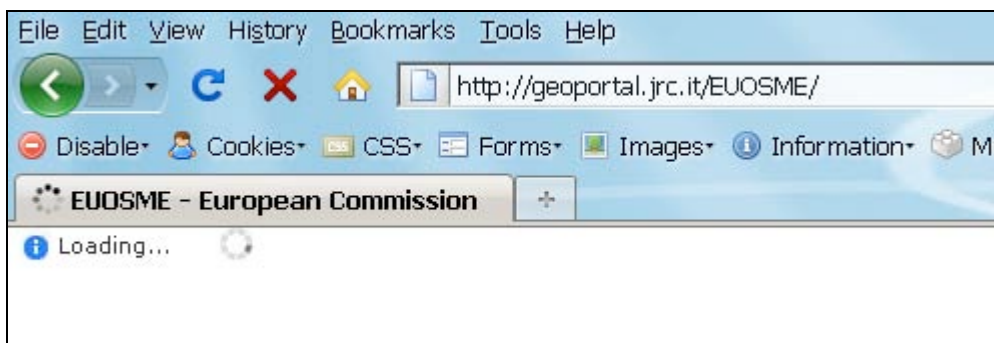 File Edit View History Bookmarks Tools Help
http://geoportal.jrc.it/EUOSME/
Disable Cookies CSS Forms Images Information M
EUOSME - European Commission
Loading...